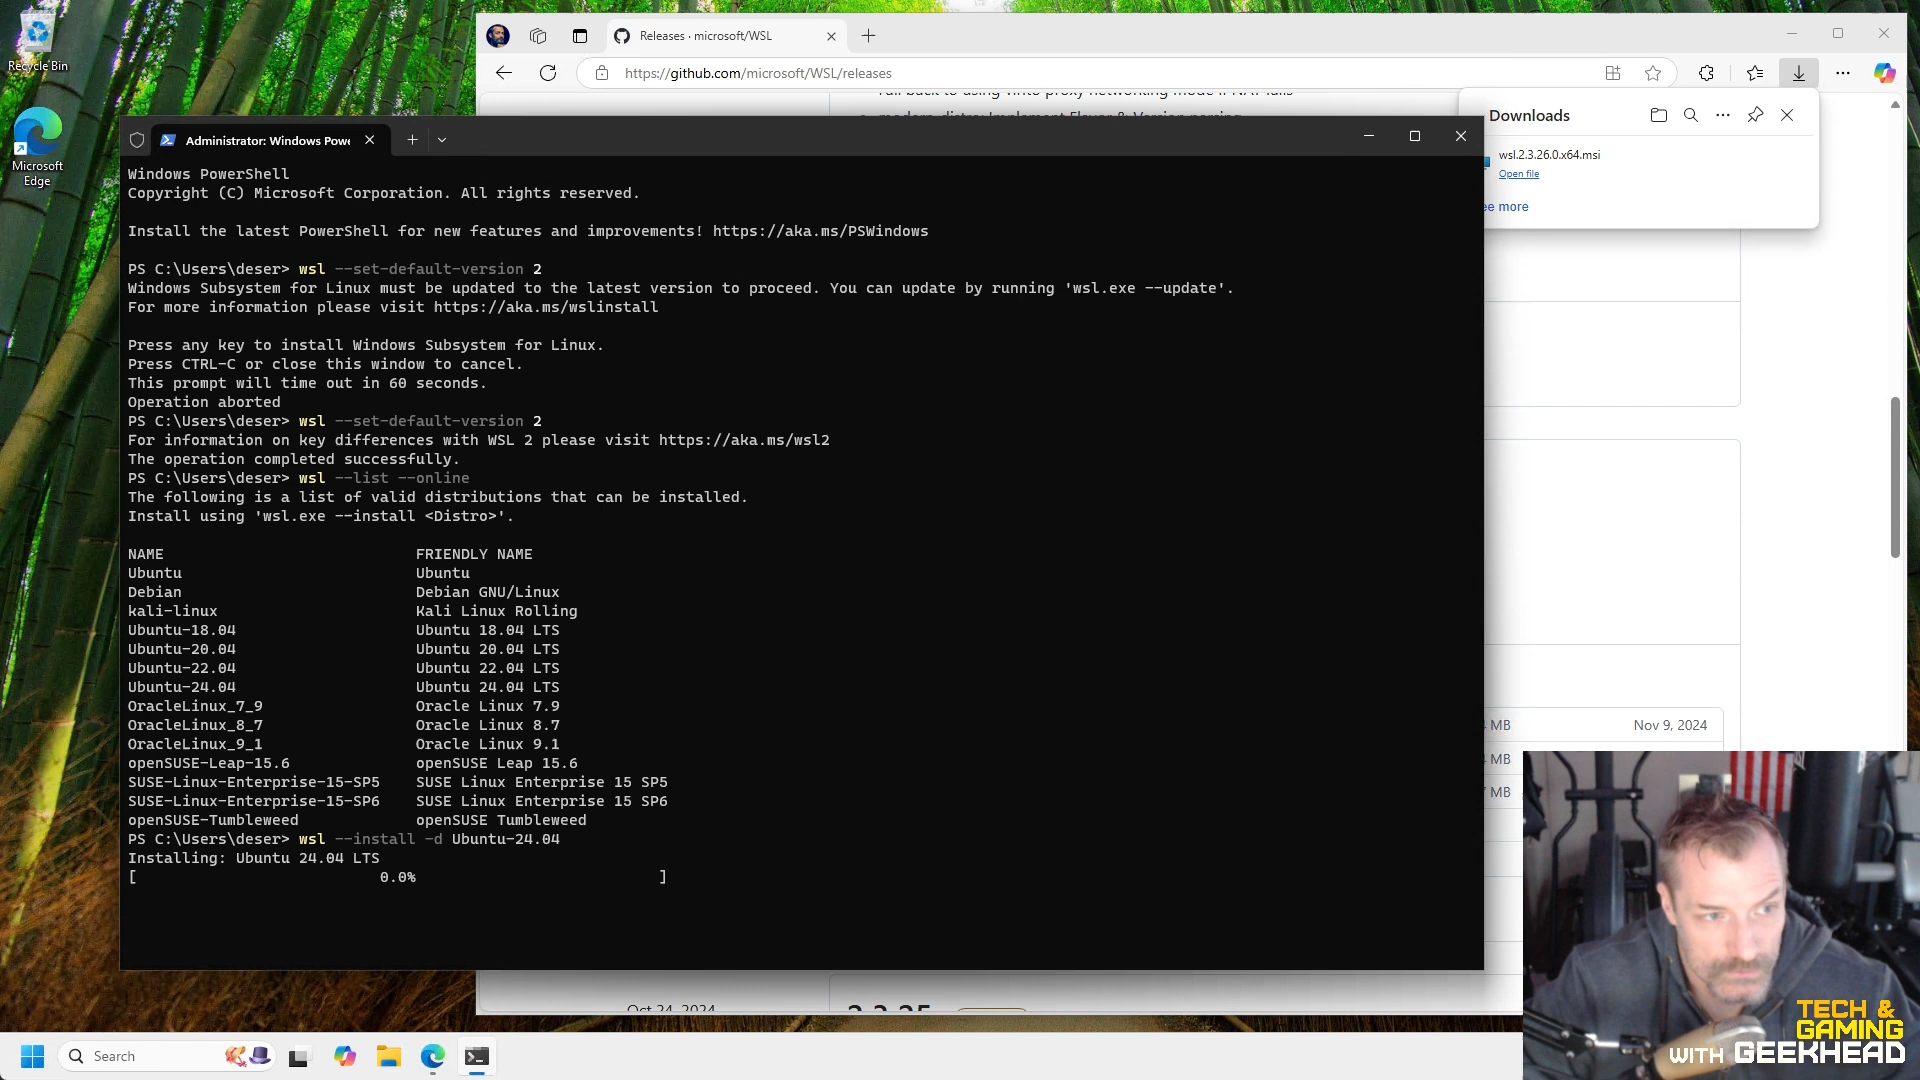 Recycle Bin
Microsoft
Edge
Releases · microsoft/WSL
https://github.com/microsoft/WSL/releases
Downloads
wsl.2.3.26.0.x64.msi
Open file
ee more
Administrator: Windows Powe
Windows PowerShell
Copyright (C) Microsoft Corporation. All rights reserved.
Install the latest PowerShell for new features and improvements! https://aka.ms/PSWindows
PS C:\Users\deser> wsl --set-default-version 2
Windows Subsystem for Linux must be updated to the latest version to proceed. You can update by running 'wsl.exe --update'.
For more information please visit https://aka.ms/wslinstall
Press any key to install Windows Subsystem for Linux.
Press CTRL-C or close this window to cancel.
This prompt will time out in 60 seconds.
Operation aborted
PS C:\Users\deser> wsl --set-default-version 2
For information on key differences with WSL 2 please visit https://aka.ms/wsl2
The operation completed successfully.
PS C:\Users\deser> wsl --list --online
The following is a list of valid distributions that can be installed.
Install using 'wsl.exe --install <Distro>'.
NAME FRIENDLY NAME
Ubuntu Ubuntu
Debian Debian GNU/Linux
kali-linux Kali Linux Rolling
Ubuntu-18.04 Ubuntu 18.04 LTS
Ubuntu-20.04 Ubuntu 20.04 LTS
Ubuntu-22.04 Ubuntu 22.04 LTS
Ubuntu-24.04 Ubuntu 24.04 LTS
OracleLinux_7_9 Oracle Linux 7.9
OracleLinux_8_7 Oracle Linux 8.7
OracleLinux_9_1 Oracle Linux 9.1
openSUSE-Leap-15.6 openSUSE Leap 15.6
SUSE-Linux-Enterprise-15-SP5 SUSE Linux Enterprise 15 SP5
SUSE-Linux-Enterprise-15-SP6 SUSE Linux Enterprise 15 SP6
openSUSE-Tumbleweed openSUSE Tumbleweed
PS C:\Users\deser> wsl --install -d Ubuntu-24.04
Installing: Ubuntu 24.04 LTS
[ 0.0% ]
MB Nov 9, 2024
MB
MB
Oct 24, 2024
2.3.25
Search
TECH &
GAMING
WITH GEEKHEAD